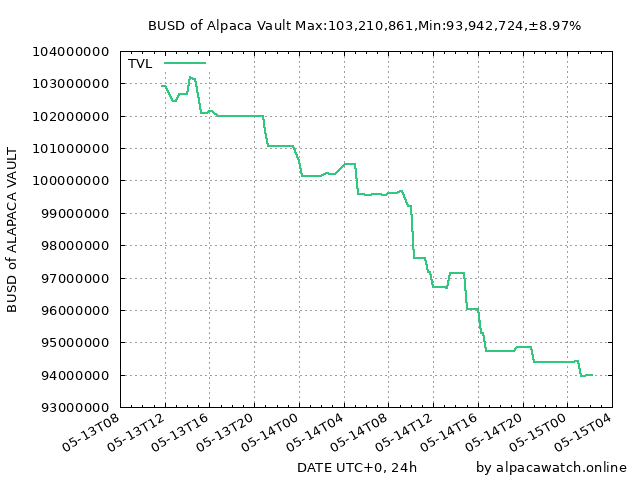 BUSD of Alpaca Vault Max:103,210,861,Min:93,942,724,±8.97%
TVL
104000000
103000000
102000000
101000000
100000000
99000000
98000000
97000000
96000000
95000000
94000000
93000000
BUSD of ALAPACA VAULT
05-13T08
05-13T12
05-13T16
05-13T20
05-14T00
05-14T04
05-14T08
05-14T12
05-14T16
05-14T20
05-15T00
05-15T04
DATE UTC+0, 24h
by alpacawatch.online